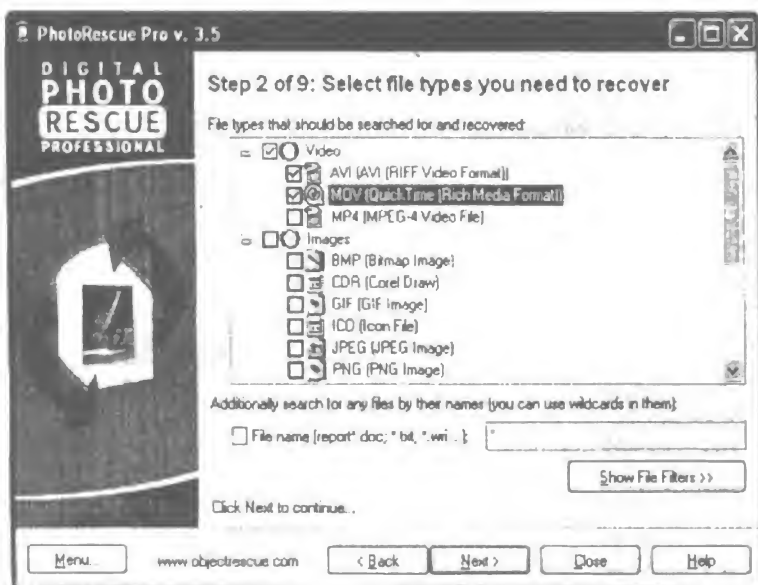 PhotoRescue Pro v. 3.5
DIGITAL
PHOTO
RESCUE
PROFESSIONAL
Step 2 of 9: Select file types you need to recover
File types that should be searched for and recovered:
Video
AVI (AVI (RIFF Video Format))
MOV (QuickTime (Rich Media Format))
MP4 (MPEG-4 Video File)
Images
BMP (Bitmap Image)
CDR (Corel Draw)
GIF (GIF Image)
ICO (Icon File)
JPEG (JPEG Image)
PNG (PNG Image)
Additionally search for any files by their names (you can use wildcards in them):
File name (report*.doc; *.txt, *.wri...): *
Show File Filters >>
Click Next to continue...
Menu... www.objectrescue.com < Back Next > Close Help